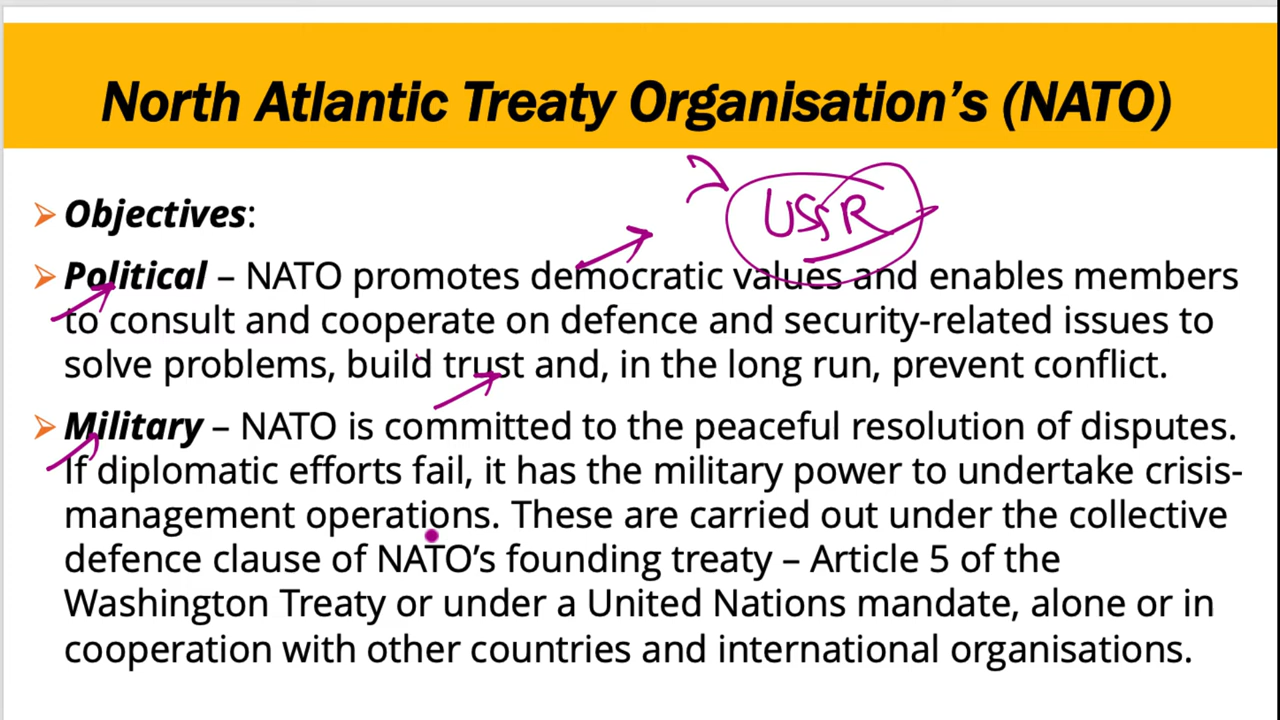 North Atlantic Treaty Organisation’s (NATO)
USSR
Objectives:
Political – NATO promotes democratic values and enables members
to consult and cooperate on defence and security-related issues to
solve problems, build trust and, in the long run, prevent conflict.
Military – NATO is committed to the peaceful resolution of disputes.
If diplomatic efforts fail, it has the military power to undertake crisis-
management operations. These are carried out under the collective
defence clause of NATO’s founding treaty – Article 5 of the
Washington Treaty or under a United Nations mandate, alone or in
cooperation with other countries and international organisations.